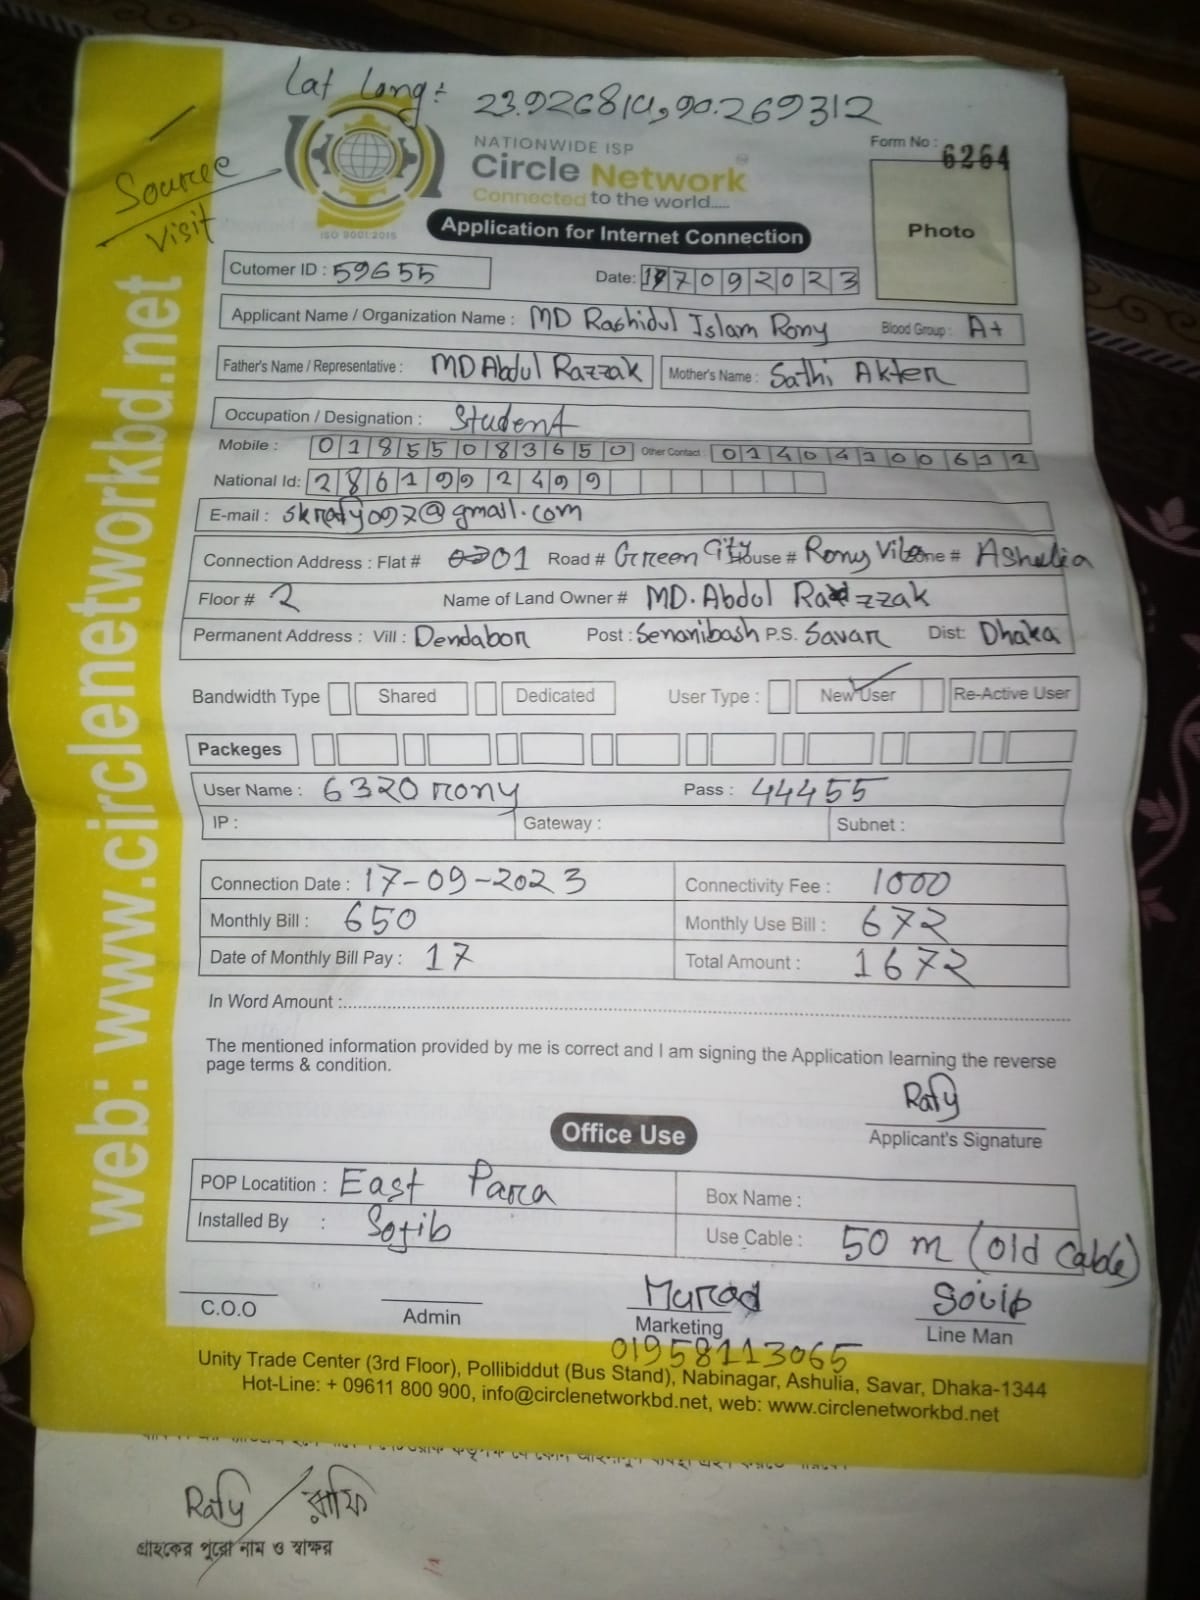 Lat Long: 23.926814, 90.269312
Source
Visit
NATIONWIDE ISP
Circle Network
Connected to the world.....
ISO 9001:2015
Form No : 6264
Photo
Application for Internet Connection
web: www.circlenetworkbd.net
Cutomer ID : 59655 Date: 17092023
Applicant Name / Organization Name : MD Rashidul Islam Rony Blood Group : A+
Father's Name / Representative : MD Abdul Razzak Mother's Name : Sathi Akter
Occupation / Designation : Student
Mobile : 01855083650 Other Contact : 01404100612
National Id: 2861992499
E-mail : skrafy097@gmail.com
Connection Address : Flat # 01 Road # Green City House # Rony Villa Zone # Ashulia
Floor # 2 Name of Land Owner # MD. Abdul Razzak
Permanent Address : Vill : Dendabor Post : Senanibash P.S. Savar Dist: Dhaka
Bandwidth Type Shared Dedicated User Type : New User Re-Active User
Packeges
User Name : 6320rony Pass : 44455
IP : Gateway : Subnet :
Connection Date : 17-09-2023 Connectivity Fee : 1000
Monthly Bill : 650 Monthly Use Bill : 672
Date of Monthly Bill Pay : 17 Total Amount : 1672
In Word Amount :
The mentioned information provided by me is correct and I am signing the Application learning the reverse
page terms & condition.
Rafy
Applicant's Signature
Office Use
POP Locatition : East Para Box Name :
Installed By : Sojib Use Cable : 50 m (old cable)
Murad Sojib
C.O.O Admin Marketing Line Man
01958113065
Unity Trade Center (3rd Floor), Pollibiddut (Bus Stand), Nabinagar, Ashulia, Savar, Dhaka-1344
Hot-Line: + 09611 800 900, info@circlenetworkbd.net, web: www.circlenetworkbd.net
Rafy / রাফি
গ্রাহকের পুরো নাম ও স্বাক্ষর